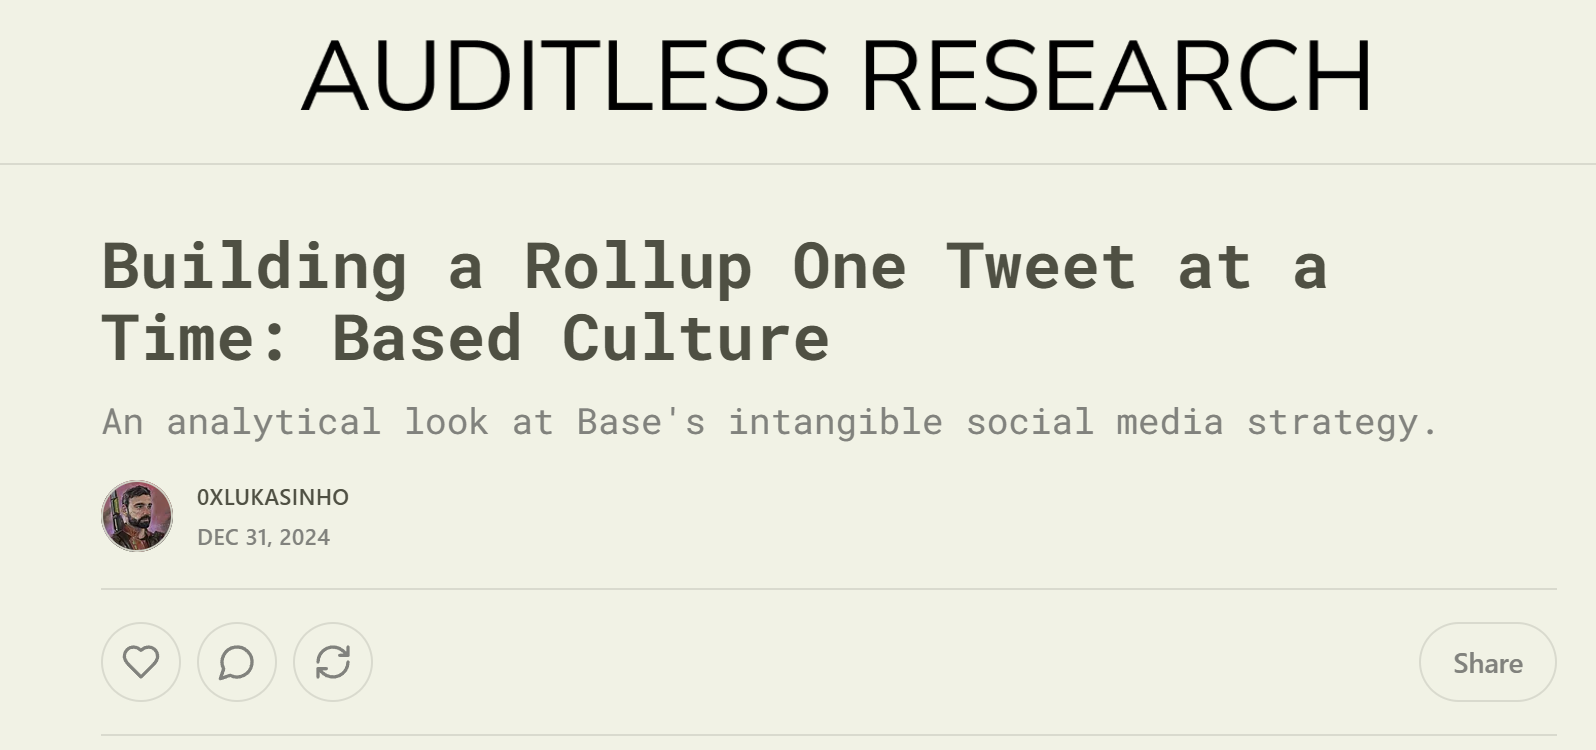 AUDITLESS RESEARCH
Building a Rollup One Tweet at a
Time: Based Culture
An analytical look at Base's intangible social media strategy.
0XLUKASINHO
DEC 31, 2024
Share